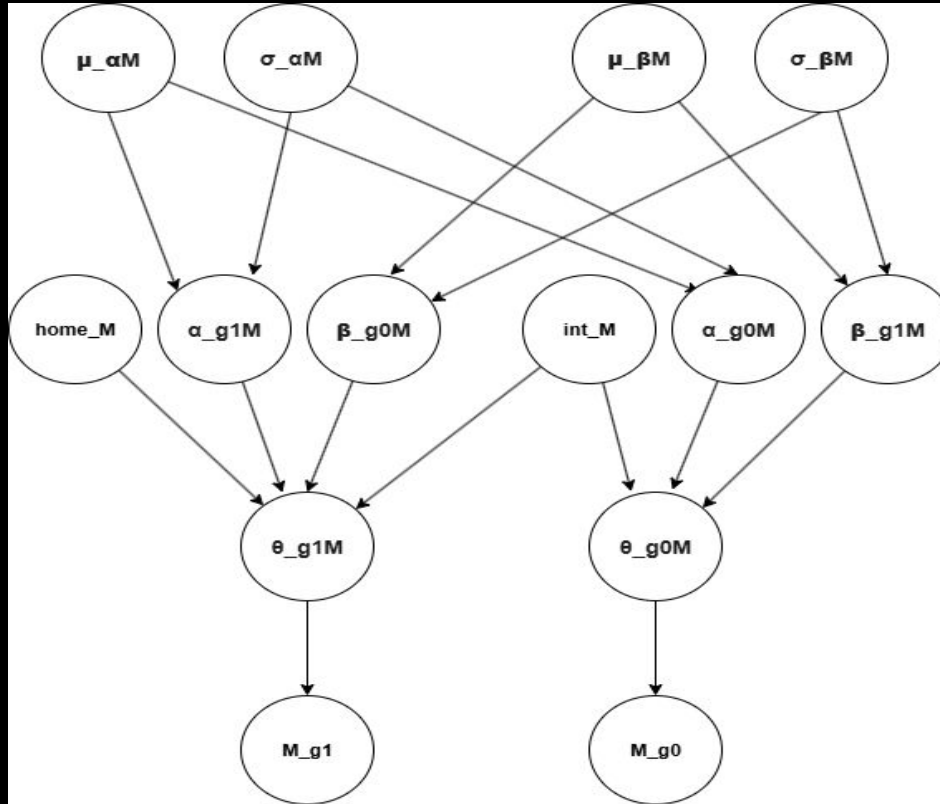 μ_αM
σ_αM
μ_βM
σ_βM
home_M
α_g1M
β_g0M
int_M
α_g0M
β_g1M
θ_g1M
θ_g0M
M_g1
M_g0